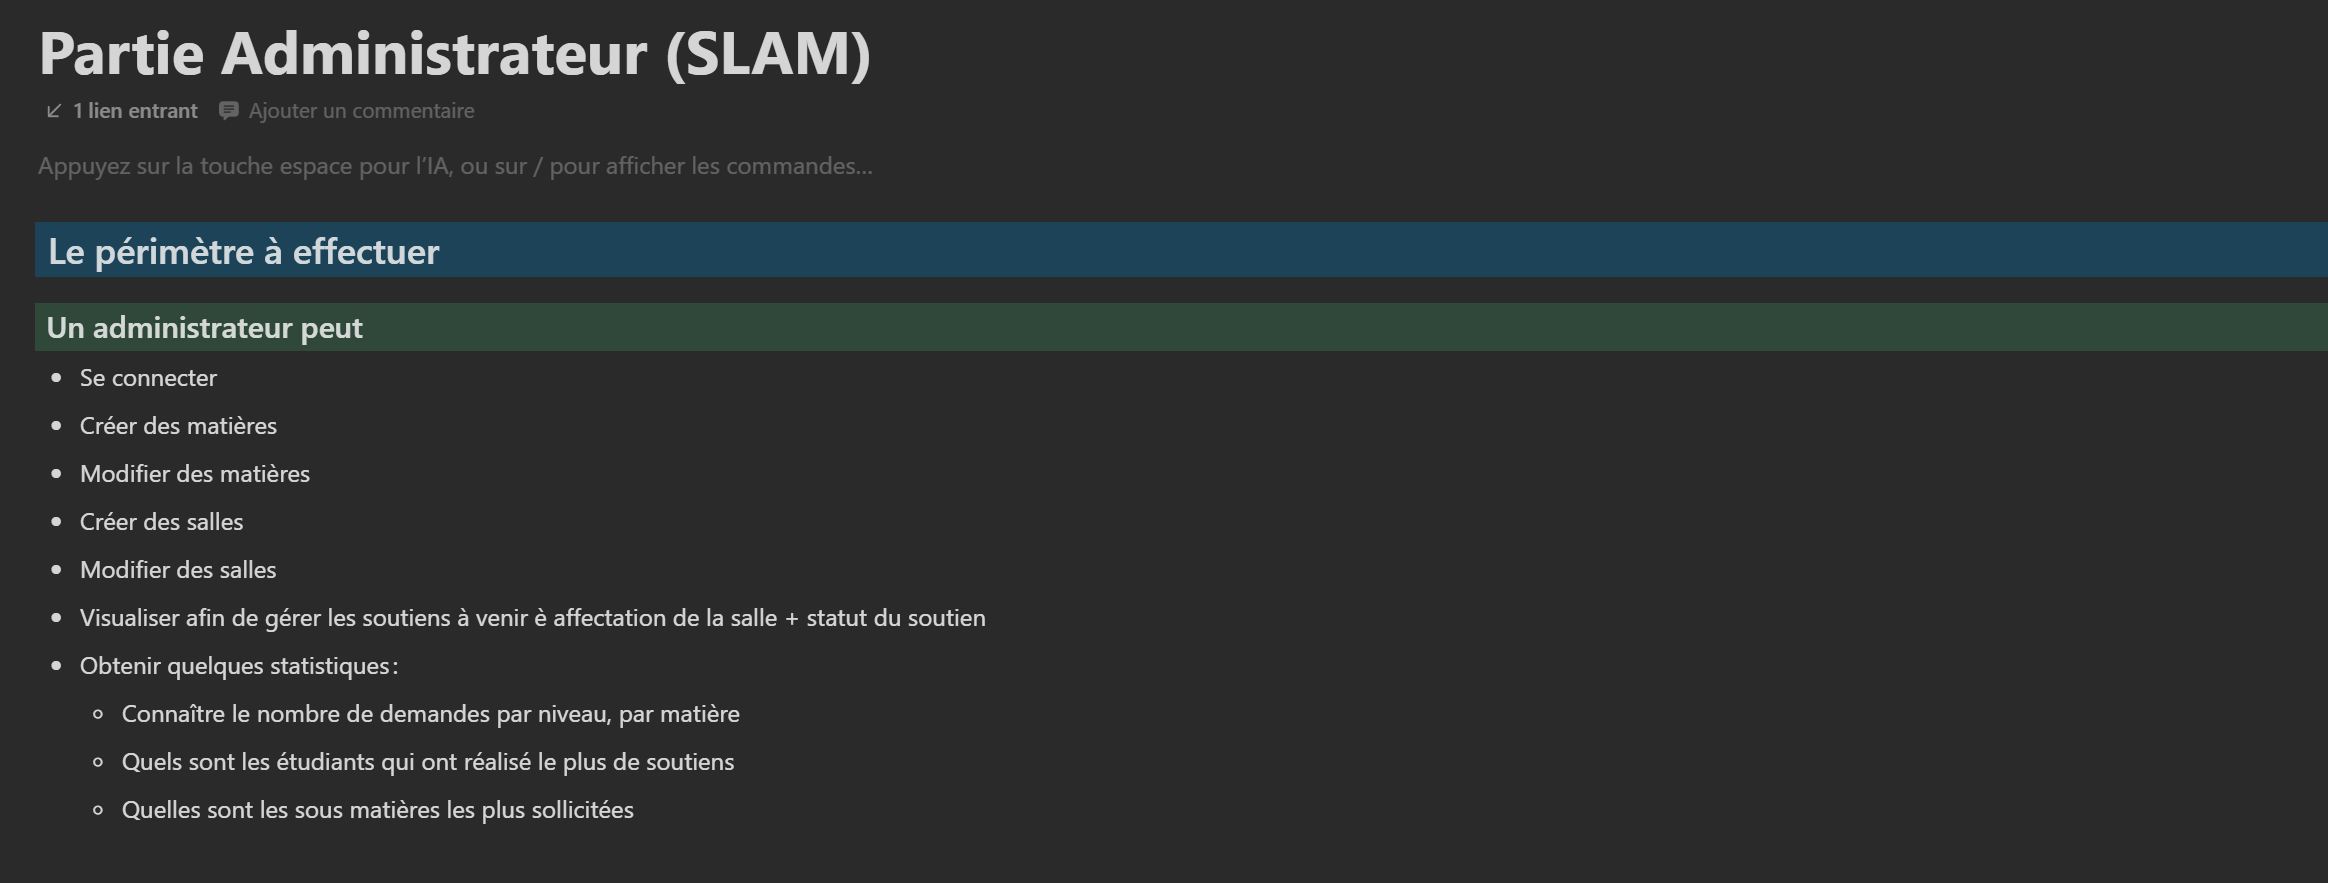 Partie Administrateur (SLAM)
1 lien entrant Ajouter un commentaire
Appuyez sur la touche espace pour l’IA, ou sur / pour afficher les commandes…
Le périmètre à effectuer
Un administrateur peut
• Se connecter
• Créer des matières
• Modifier des matières
• Créer des salles
• Modifier des salles
• Visualiser afin de gérer les soutiens à venir è affectation de la salle + statut du soutien
• Obtenir quelques statistiques :
◦ Connaître le nombre de demandes par niveau, par matière
◦ Quels sont les étudiants qui ont réalisé le plus de soutiens
◦ Quelles sont les sous matières les plus sollicitées